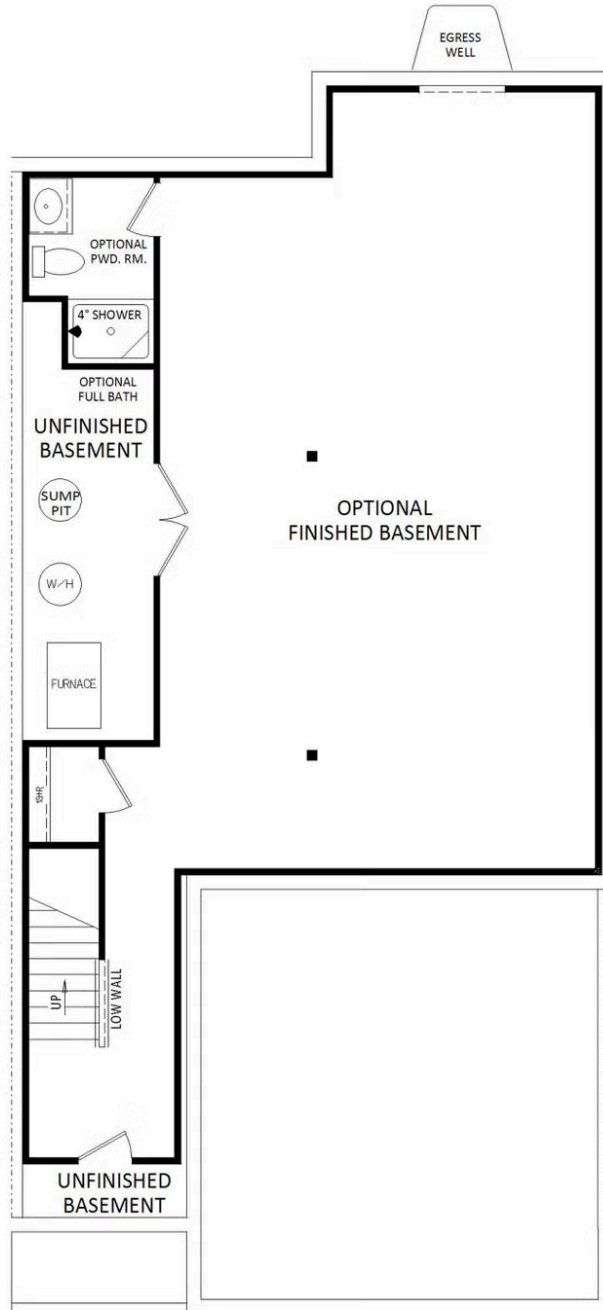 EGRESS
WELL
OPTIONAL
PWD. RM.
4° SHOWER
OPTIONAL
FULL BATH
UNFINISHED
BASEMENT
SUMP
PIT
OPTIONAL
FINISHED BASEMENT
W/H
FURNACE
UP
LOW WALL
UNFINISHED
BASEMENT